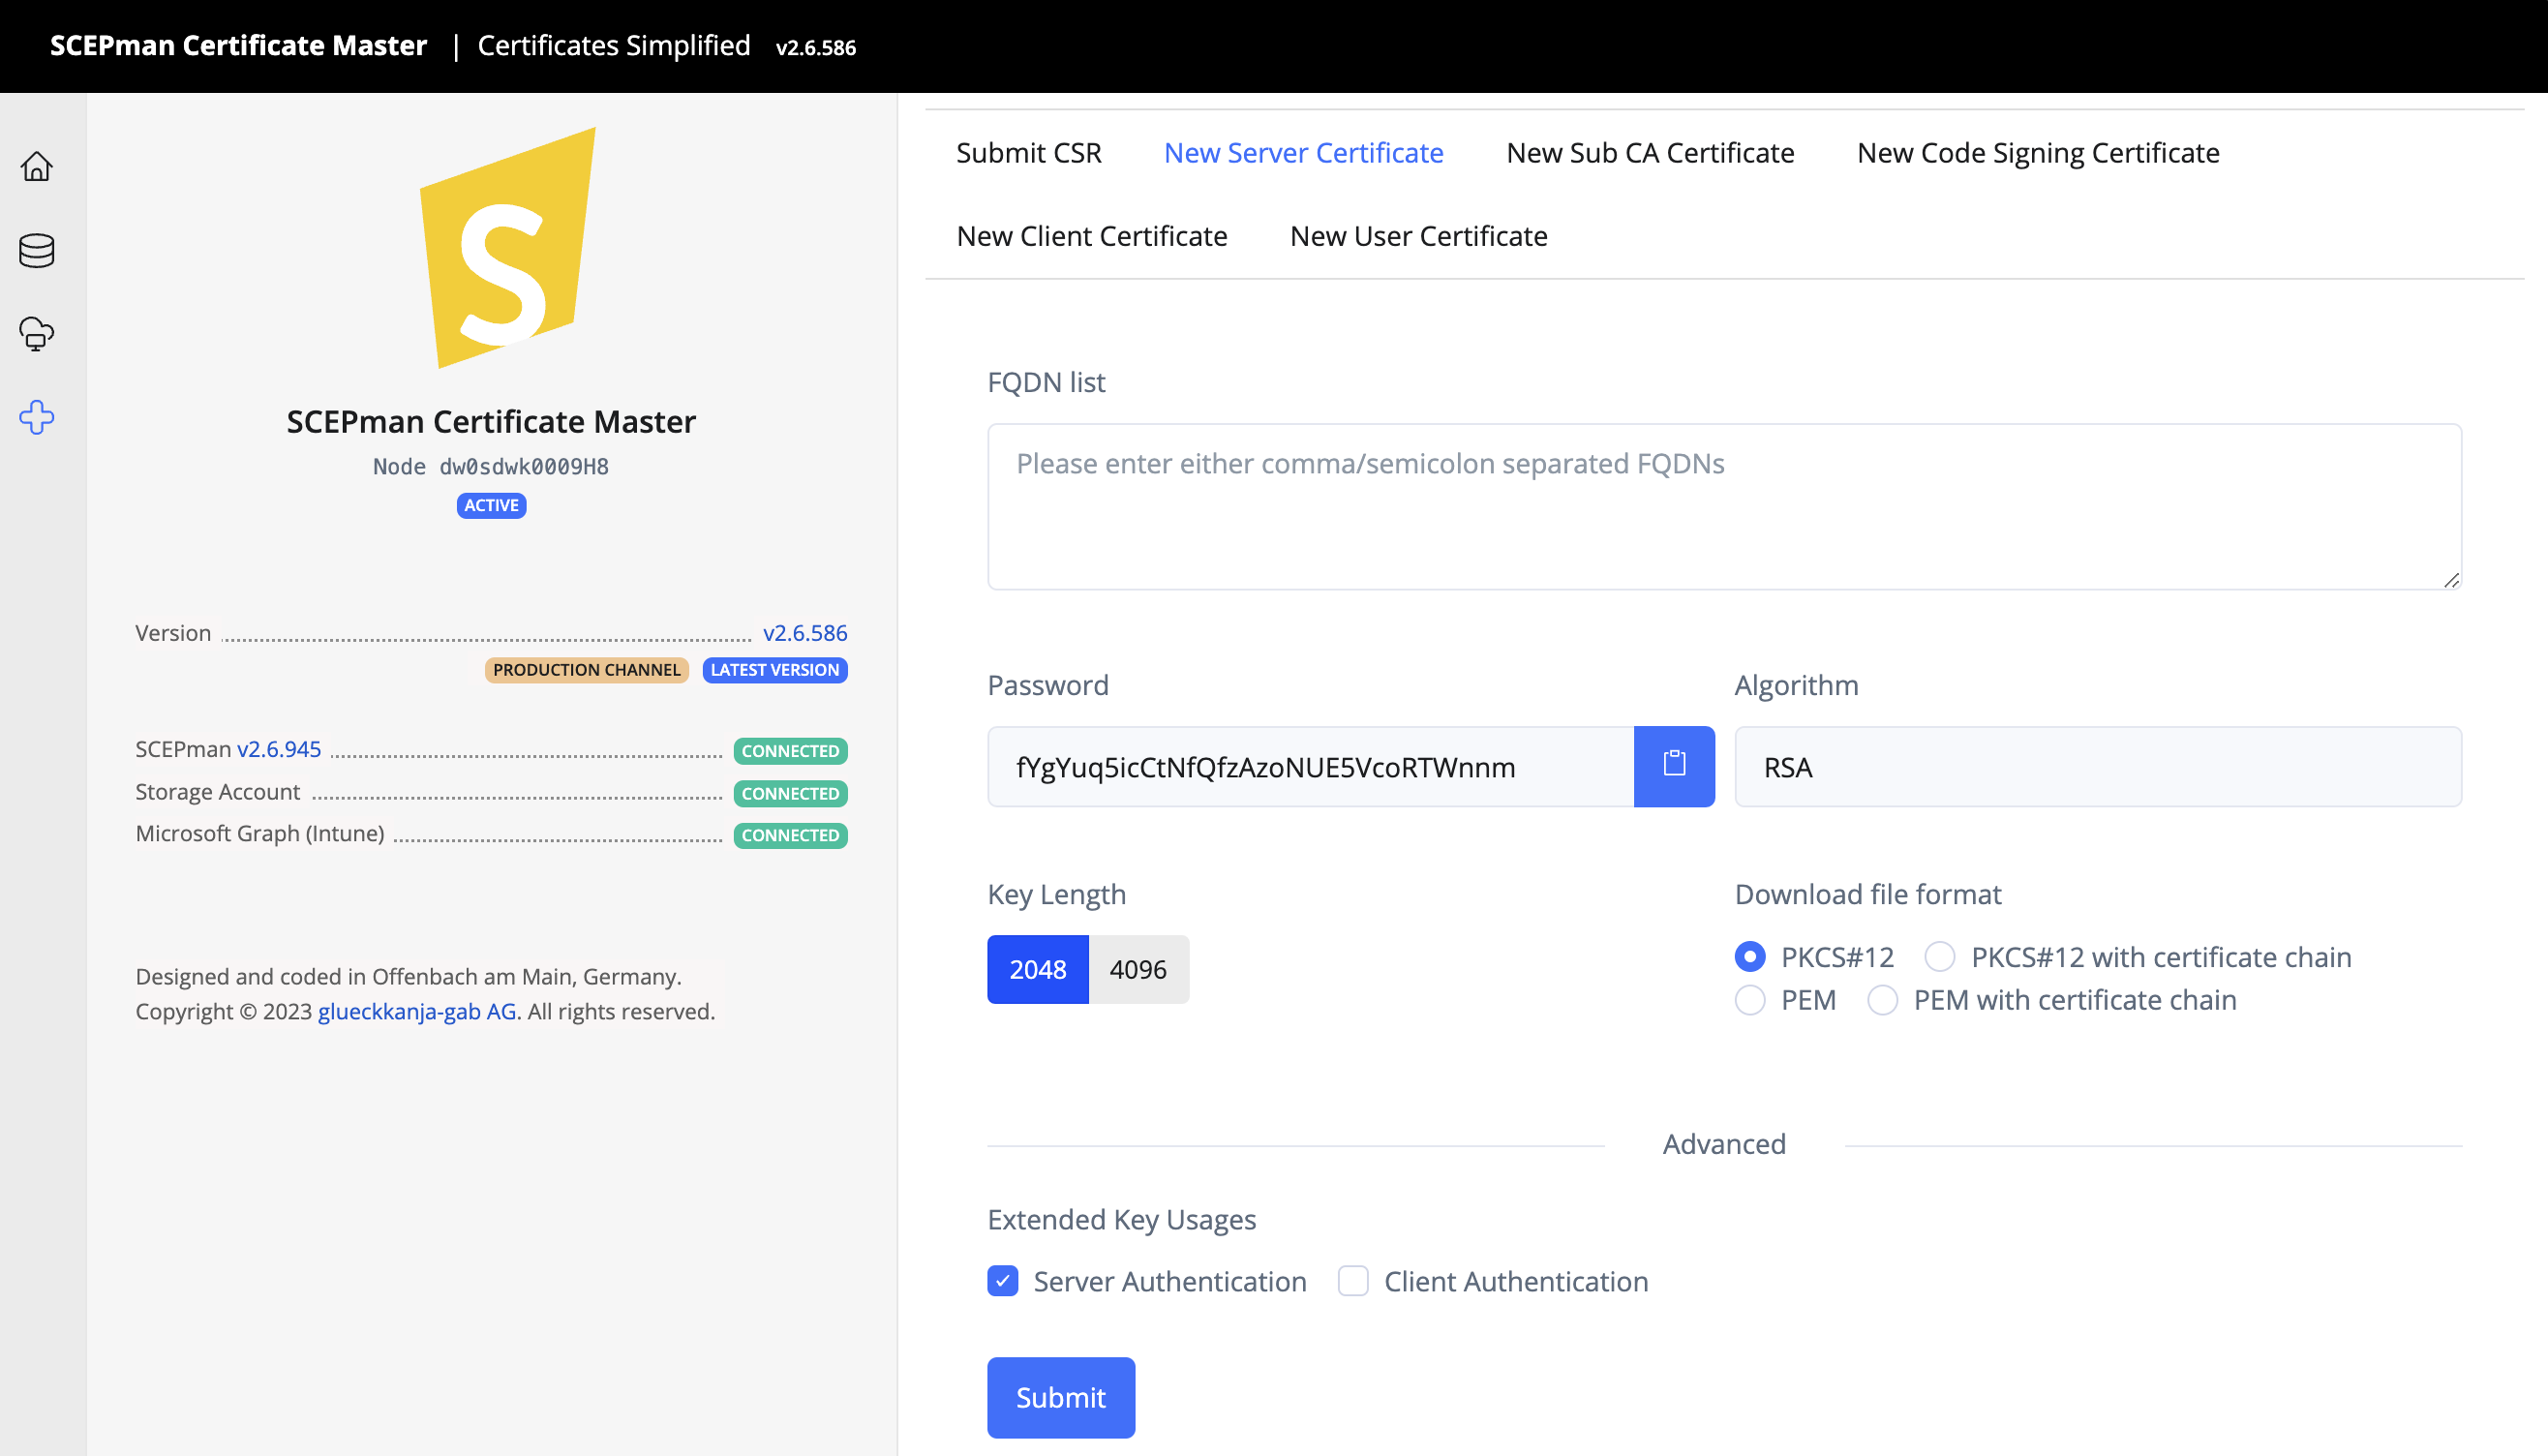 SCEPman Certificate Master | Certificates Simplified v2.6.586
S
SCEPman Certificate Master
Node dw0sdwk0009H8
ACTIVE
Version v2.6.586
PRODUCTION CHANNEL LATEST VERSION
SCEPman v2.6.945 CONNECTED
Storage Account CONNECTED
Microsoft Graph (Intune) CONNECTED
Designed and coded in Offenbach am Main, Germany.
Copyright © 2023 glueckkanja-gab AG. All rights reserved.
Submit CSR New Server Certificate New Sub CA Certificate New Code Signing Certificate
New Client Certificate New User Certificate
FQDN list
Please enter either comma/semicolon separated FQDNs
Password Algorithm
fYgYuq5icCtNfQfzAzoNUE5VcoRTWnnm RSA
Key Length Download file format
2048 4096
PKCS#12 PKCS#12 with certificate chain
PEM PEM with certificate chain
Advanced
Extended Key Usages
Server Authentication Client Authentication
Submit